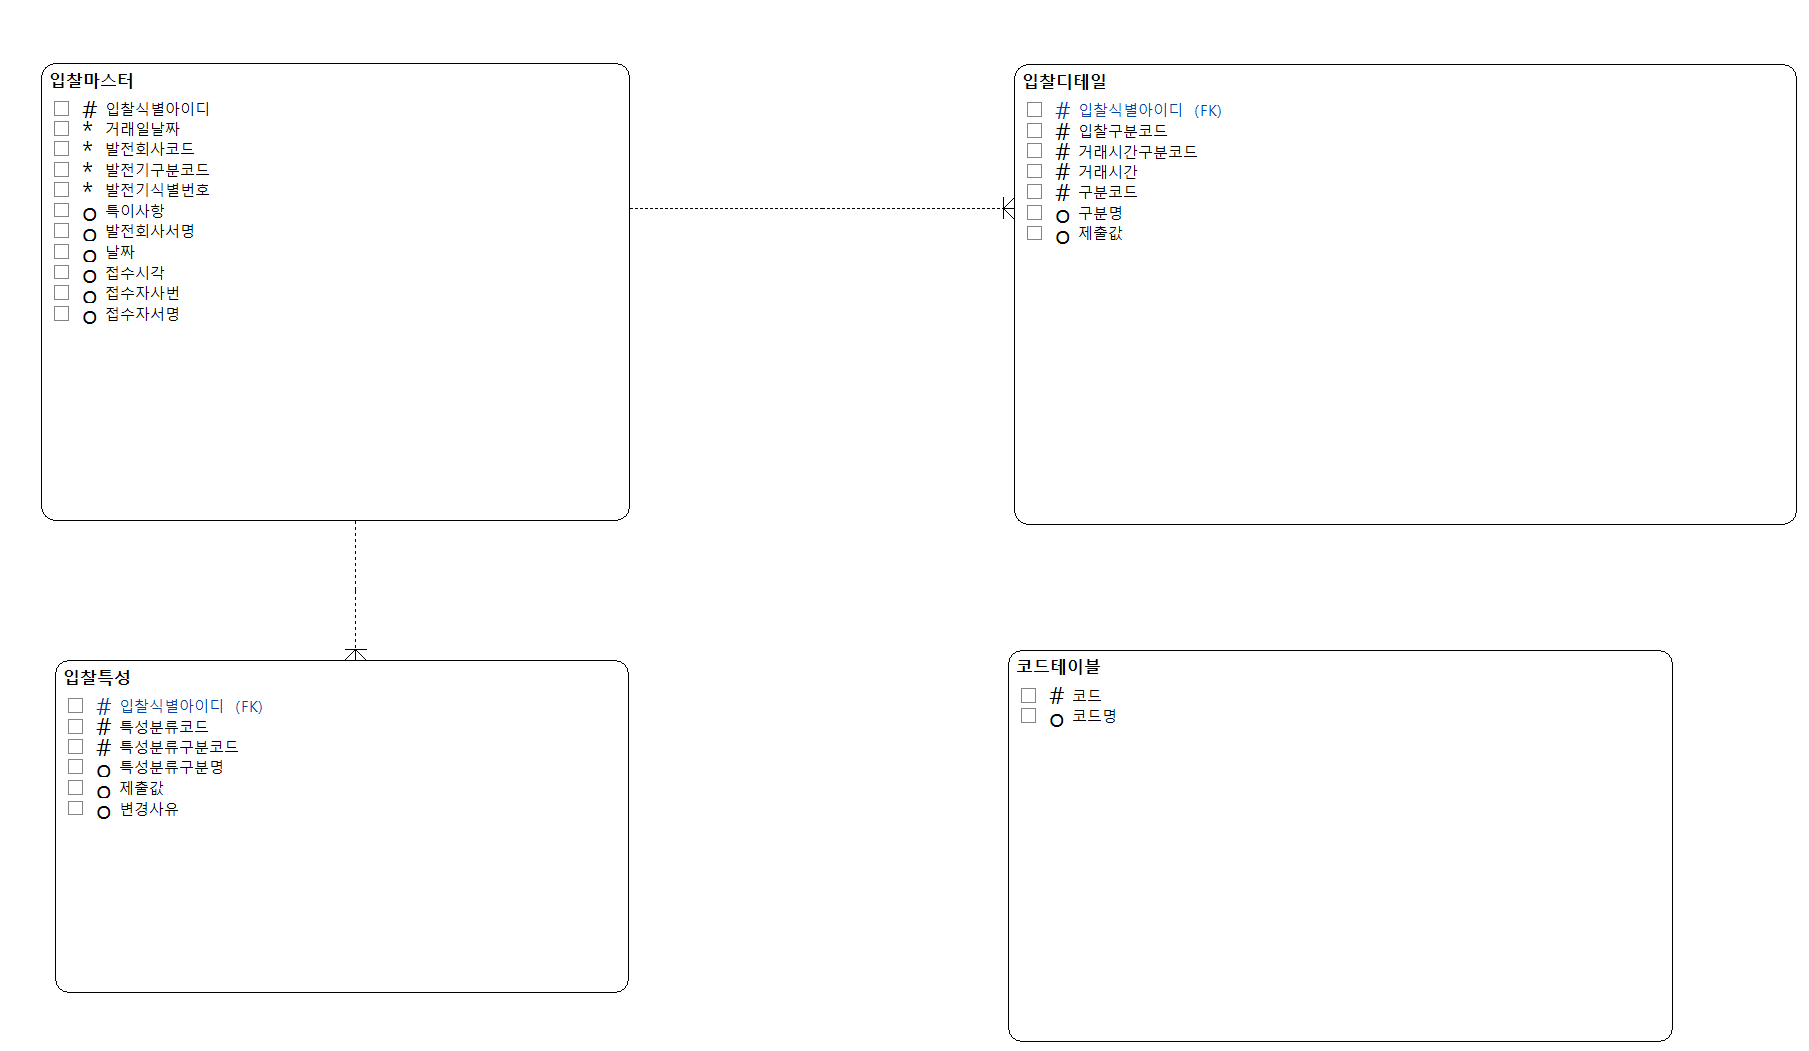 입찰마스터
# 입찰식별아이디
* 거래일날짜
* 발전회사코드
* 발전기구분코드
* 발전기식별번호
o 특이사항
o 발전회사서명
o 날짜
o 접수시각
o 접수자사번
o 접수자서명
입찰디테일
# 입찰식별아이디 (FK)
# 입찰구분코드
# 거래시간구분코드
# 거래시간
# 구분코드
o 구분명
o 제출값
입찰특성
# 입찰식별아이디 (FK)
# 특성분류코드
# 특성분류구분코드
o 특성분류구분명
o 제출값
o 변경사유
코드테이블
# 코드
o 코드명